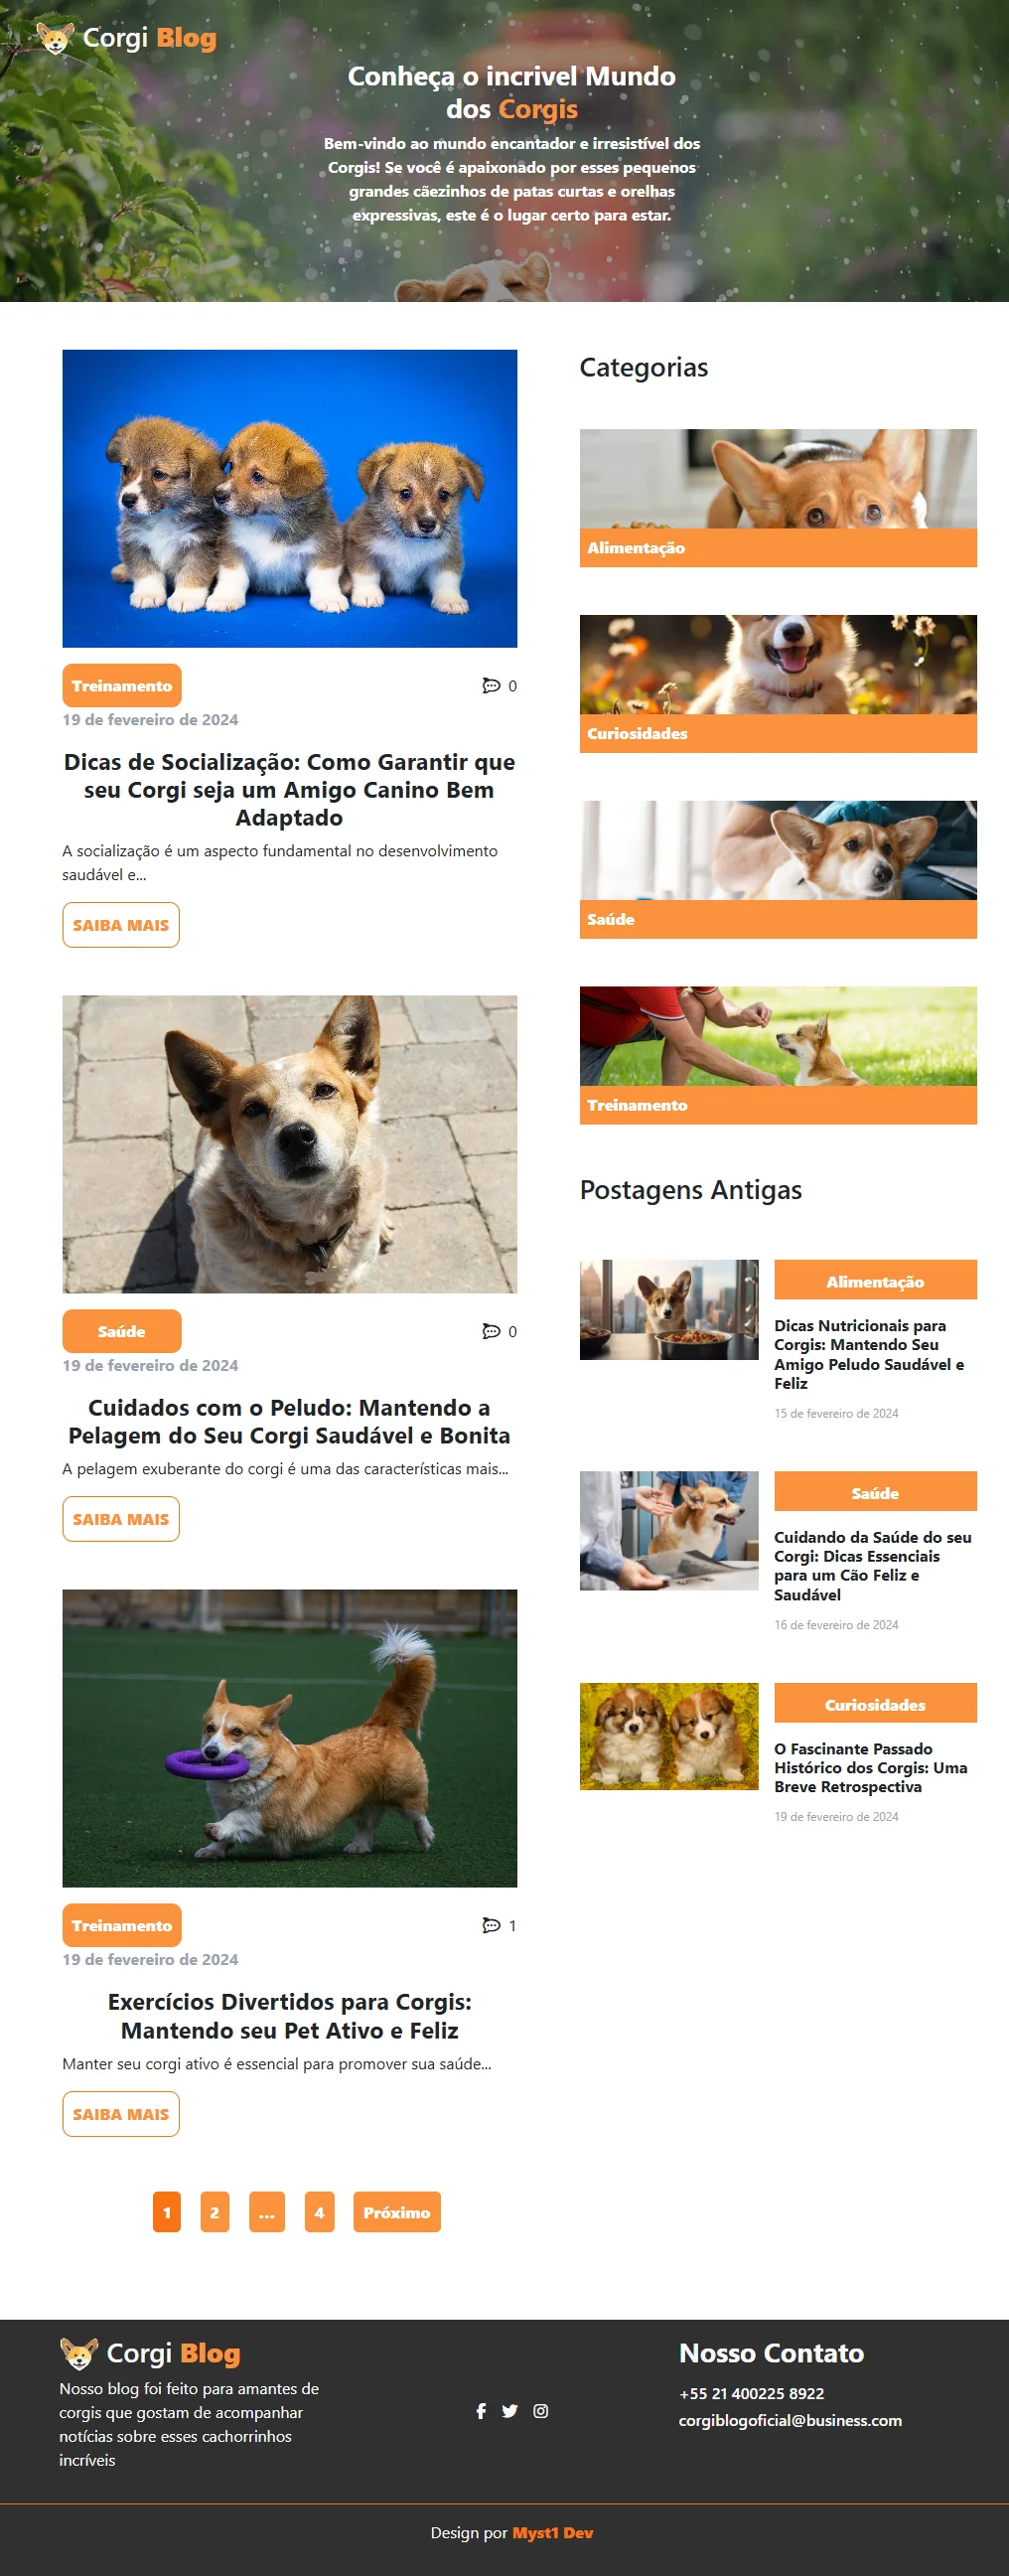 Corgi Blog
Conheça o incrivel Mundo
dos Corgis
Bem-vindo ao mundo encantador e irresistível dos
Corgis! Se você é apaixonado por esses pequenos
grandes cãezinhos de patas curtas e orelhas
expressivas, este é o lugar certo para estar.
Treinamento
0
19 de fevereiro de 2024
Dicas de Socialização: Como Garantir que
seu Corgi seja um Amigo Canino Bem
Adaptado
A socialização é um aspecto fundamental no desenvolvimento
saudável e...
SAIBA MAIS
Saúde
0
19 de fevereiro de 2024
Cuidados com o Peludo: Mantendo a
Pelagem do Seu Corgi Saudável e Bonita
A pelagem exuberante do corgi é uma das características mais...
SAIBA MAIS
Treinamento
1
19 de fevereiro de 2024
Exercícios Divertidos para Corgis:
Mantendo seu Pet Ativo e Feliz
Manter seu corgi ativo é essencial para promover sua saúde...
SAIBA MAIS
1 2 ... 4 Próximo
Categorias
Alimentação
Curiosidades
Saúde
Treinamento
Postagens Antigas
Alimentação
Dicas Nutricionais para
Corgis: Mantendo Seu
Amigo Peludo Saudável e
Feliz
15 de fevereiro de 2024
Saúde
Cuidando da Saúde do seu
Corgi: Dicas Essenciais
para um Cão Feliz e
Saudável
16 de fevereiro de 2024
Curiosidades
O Fascinante Passado
Histórico dos Corgis: Uma
Breve Retrospectiva
19 de fevereiro de 2024
Corgi Blog
Nosso blog foi feito para amantes de
corgis que gostam de acompanhar
notícias sobre esses cachorrinhos
incríveis
Nosso Contato
+55 21 400225 8922
corgiblogoficial@business.com
Design por Myst1 Dev